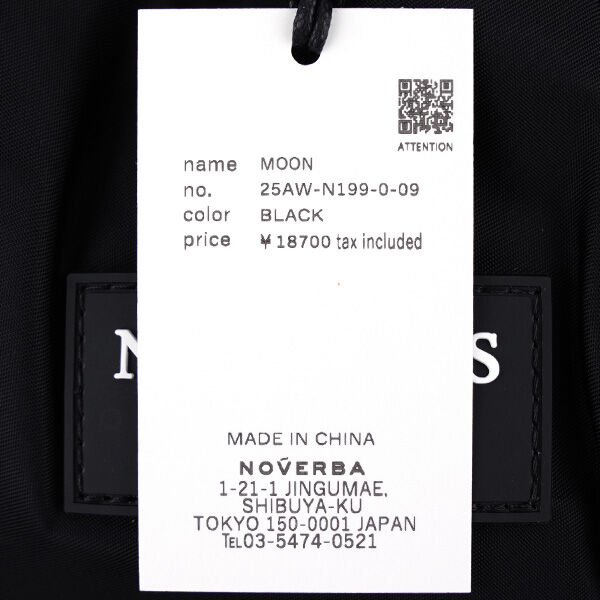 ATTENTION
name MOON
no. 25AW-N199-0-09
color BLACK
price ¥18700 tax included
N S
MADE IN CHINA
NOVERBA
1-21-1 JINGUMAE,
SHIBUYA-KU
TOKYO 150-0001 JAPAN
TEL03-5474-0521